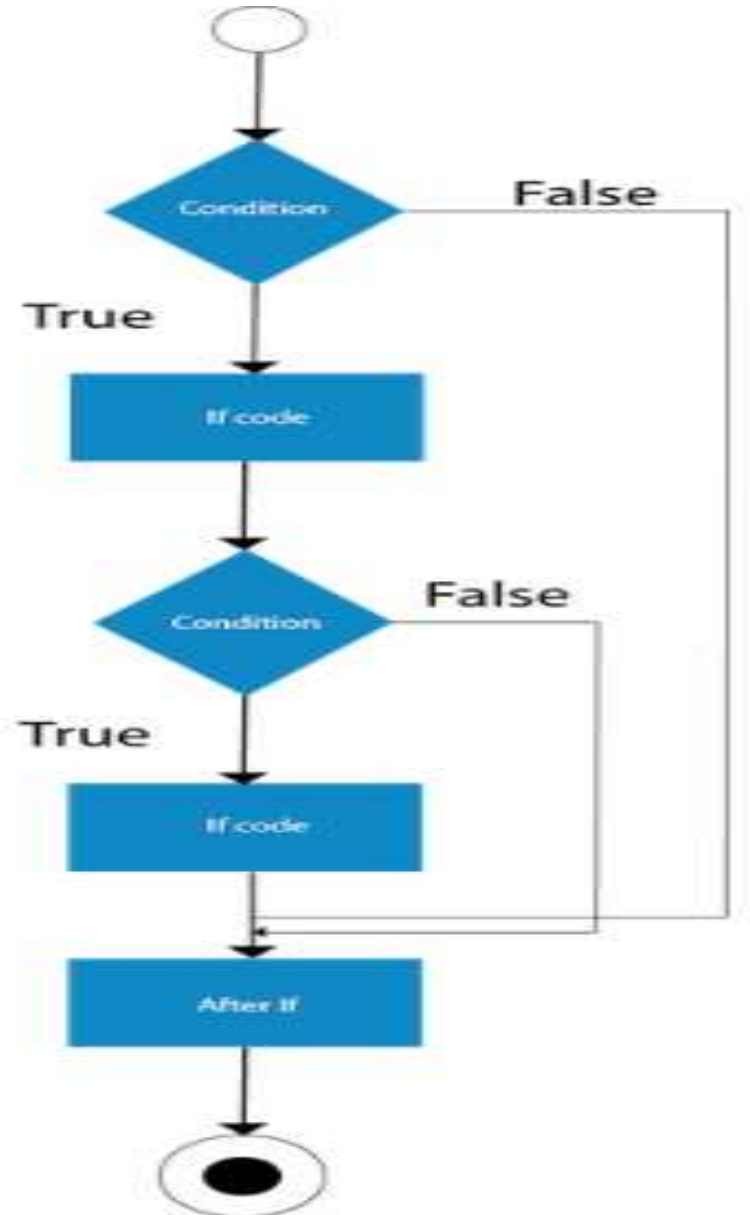 Condition
False
True
If code
Condition
False
True
If code
After If